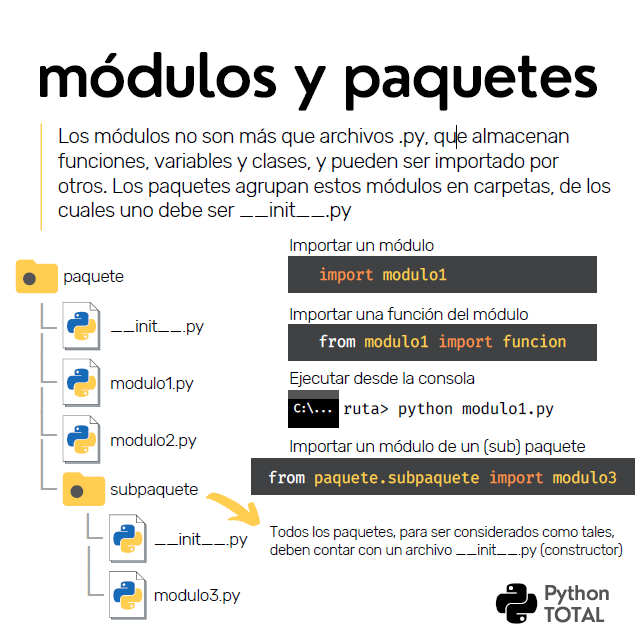 módulos y paquetes
Los módulos no son más que archivos .py, que almacenan
funciones, variables y clases, y pueden ser importado por
otros. Los paquetes agrupan estos módulos en carpetas, de los
cuales uno debe ser __init__.py
paquete
__init__.py
modulo1.py
modulo2.py
subpaquete
__init__.py
modulo3.py
Importar un módulo
import modulo1
Importar una función del módulo
from modulo1 import funcion
Ejecutar desde la consola
C:\... ruta> python modulo1.py
Importar un módulo de un (sub) paquete
from paquete.subpaquete import modulo3
Todos los paquetes, para ser considerados como tales,
deben contar con un archivo __init__.py (constructor)
Python
TOTAL